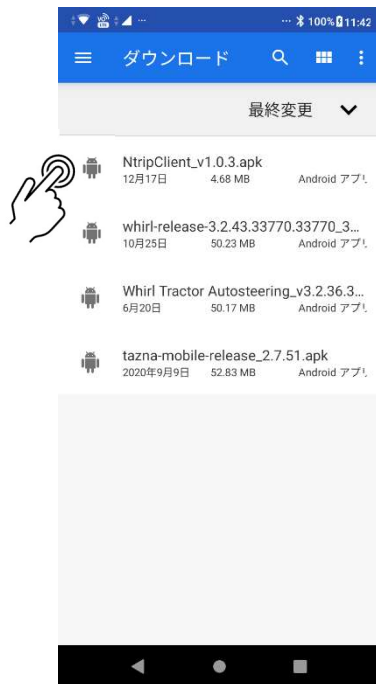 100% 11:42
ダウンロード
最終変更
NtripClient_v1.0.3.apk
12月17日 4.68 MB Android アプリ
whirl-release-3.2.43.33770.33770_3...
10月25日 50.23 MB Android アプリ
Whirl Tractor Autosteering_v3.2.36.3...
6月20日 50.17 MB Android アプリ
tazna-mobile-release_2.7.51.apk
2020年9月9日 52.83 MB Android アプリ